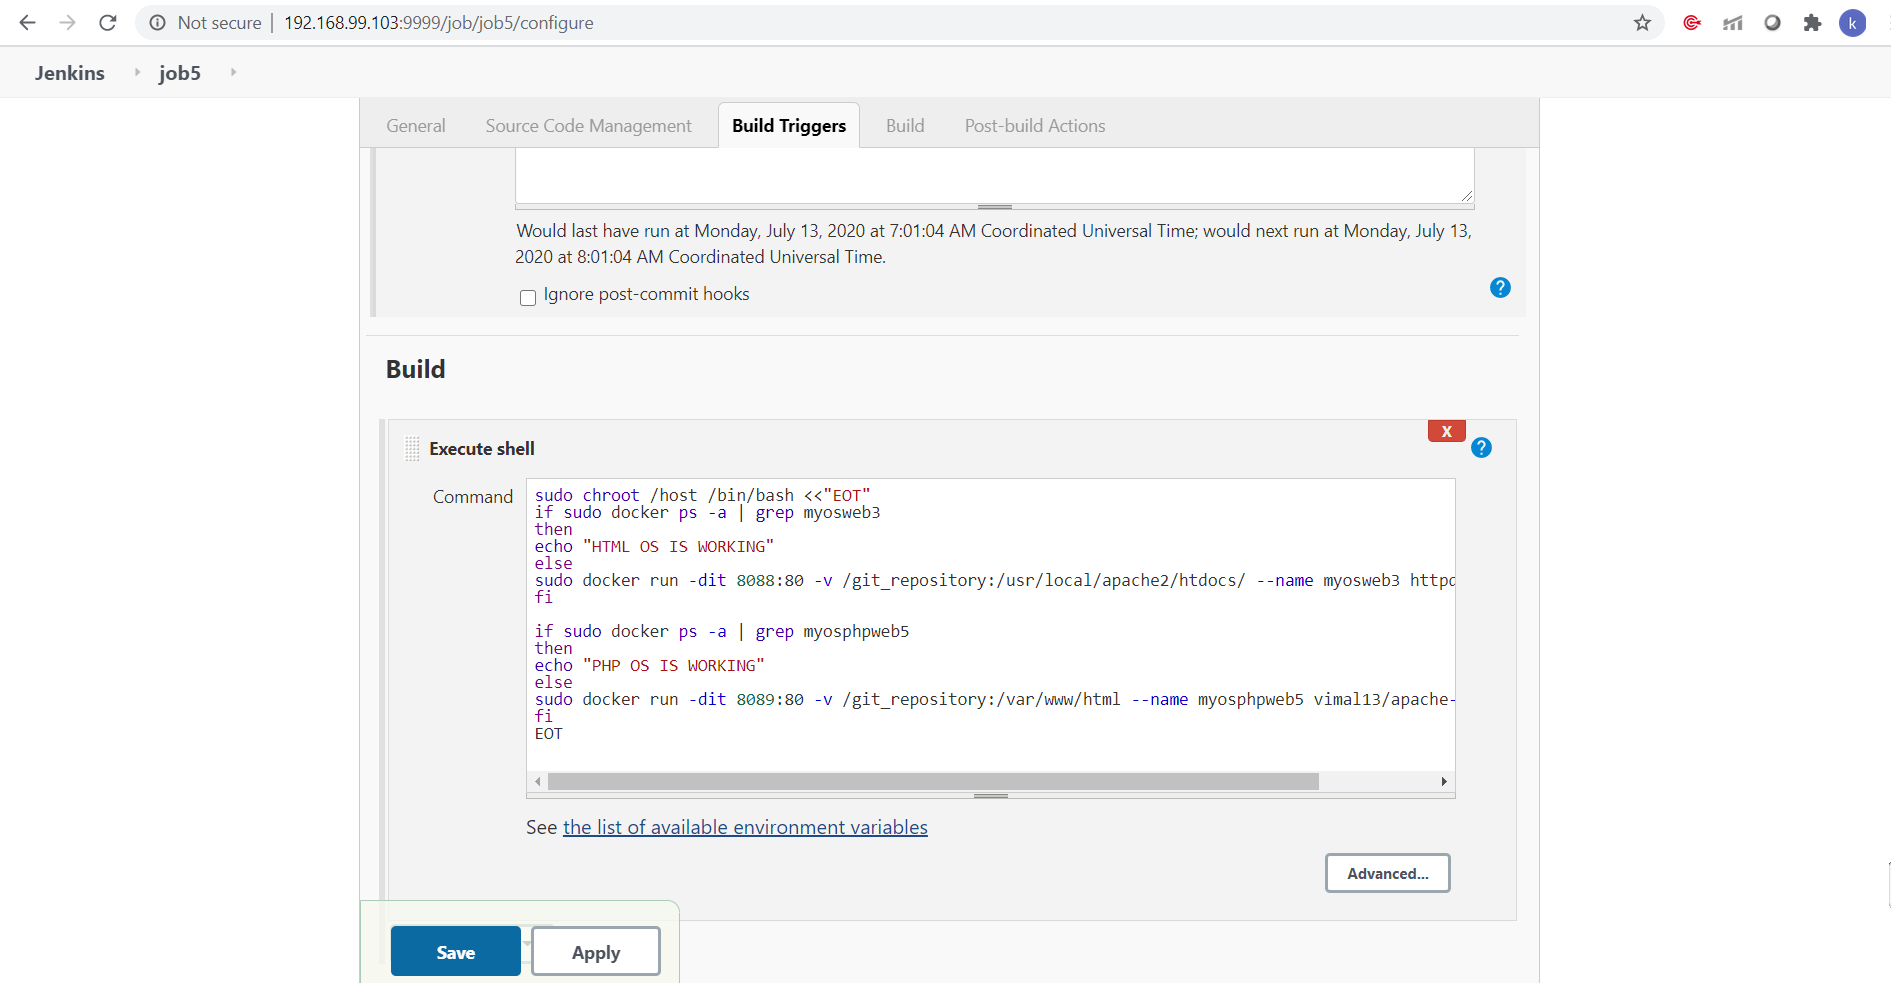 Not secure | 192.168.99.103:9999/job/job5/configure
k
Jenkins job5
General Source Code Management Build Triggers Build Post-build Actions
Would last have run at Monday, July 13, 2020 at 7:01:04 AM Coordinated Universal Time; would next run at Monday, July 13,
2020 at 8:01:04 AM Coordinated Universal Time.
Ignore post-commit hooks
?
Build
X
Execute shell
?
Command
sudo chroot /host /bin/bash <<"EOT"
if sudo docker ps -a | grep myosweb3
then
echo "HTML OS IS WORKING"
else
sudo docker run -dit 8088:80 -v /git_repository:/usr/local/apache2/htdocs/ --name myosweb3 httpd
fi
if sudo docker ps -a | grep myosphpweb5
then
echo "PHP OS IS WORKING"
else
sudo docker run -dit 8089:80 -v /git_repository:/var/www/html --name myosphpweb5 vimal13/apache-
fi
EOT
See the list of available environment variables
Advanced...
Save Apply